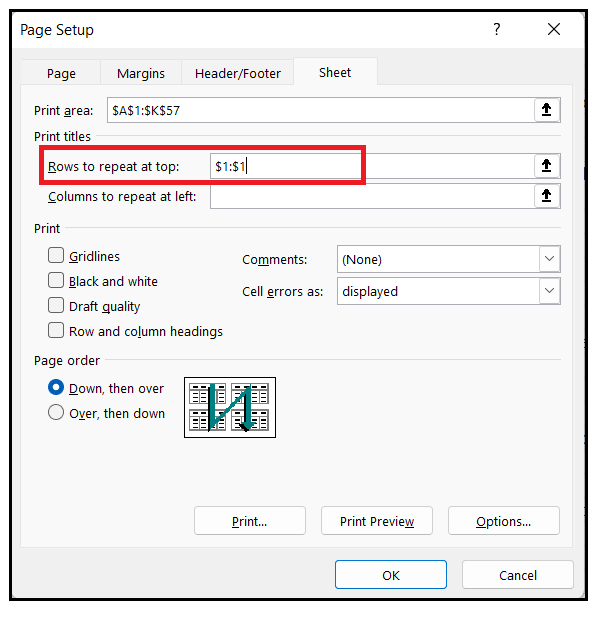 Page Setup ? ×
Page Margins Header/Footer Sheet
Print area: $A$1:$K$57
Print titles
Rows to repeat at top: $1:$1
Columns to repeat at left:
Print
Gridlines Comments: (None)
Black and white
Cell errors as: displayed
Draft quality
Row and column headings
Page order
Down, then over
Over, then down
Print... Print Preview Options...
OK Cancel